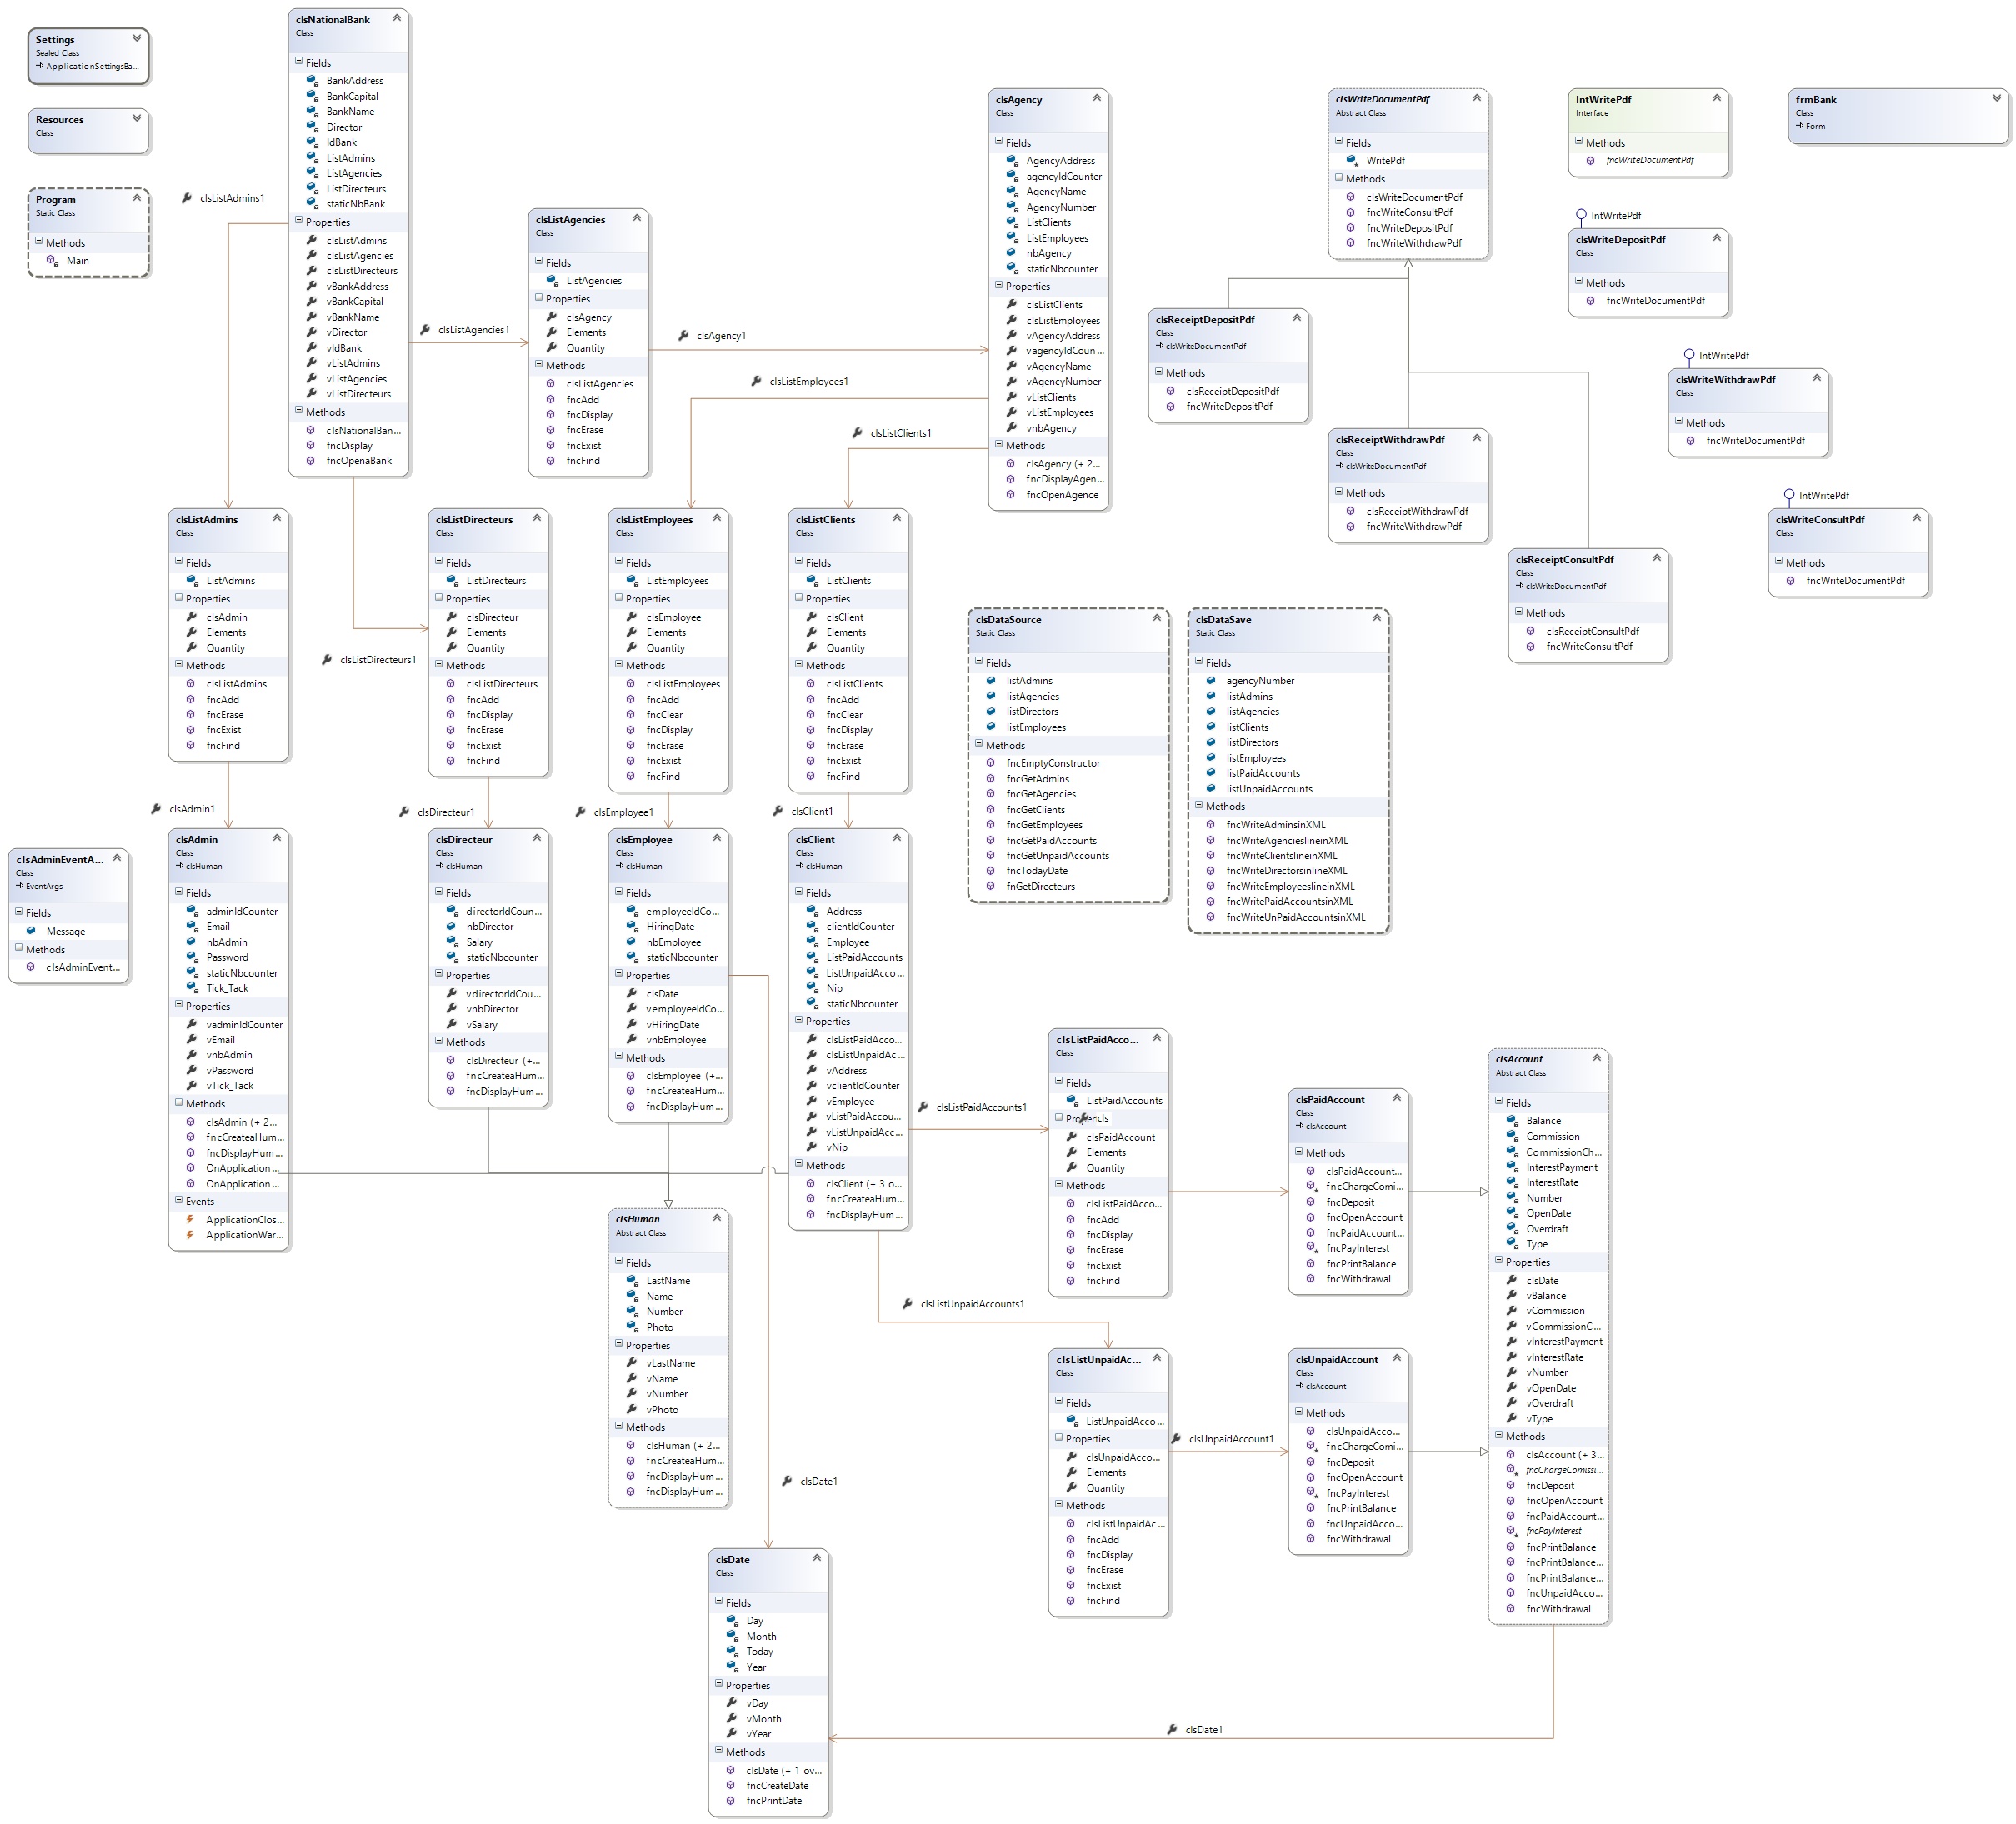 Settings
Sealed Class
ApplicationSettingsBa...
Resources
Class
Program
Static Class
Methods
Main
clsNationalBank
Class
Fields
BankAddress
BankCapital
BankName
Director
IdBank
ListAdmins
ListAgencies
ListDirecteurs
staticNbBank
Properties
clsListAdmins
clsListAgencies
clsListDirecteurs
vBankAddress
vBankCapital
vBankName
vDirector
vIdBank
vListAdmins
vListAgencies
vListDirecteurs
Methods
clsNationalBan...
fncDisplay
fncOpenaBank
clsListAdmins1
clsListAgencies1
clsListDirecteurs1
clsListAgencies
Class
Fields
ListAgencies
Properties
clsAgency
Elements
Quantity
Methods
clsListAgencies
fncAdd
fncDisplay
fncErase
fncExist
fncFind
clsAgency1
clsListEmployees1
clsListClients1
clsAgency
Class
Fields
AgencyAddress
agencyIdCounter
AgencyName
AgencyNumber
ListClients
ListEmployees
nbAgency
staticNbcounter
Properties
clsListClients
clsListEmployees
vAgencyAddress
vagencyIdCoun...
vAgencyName
vAgencyNumber
vListClients
vListEmployees
vnbAgency
Methods
clsAgency (+ 2...
fncDisplayAgen...
fncOpenAgence
clsWriteDocumentPdf
Abstract Class
Fields
WritePdf
Methods
clsWriteDocumentPdf
fncWriteConsultPdf
fncWriteDepositPdf
fncWriteWithdrawPdf
IntWritePdf
Interface
Methods
fncWriteDocumentPdf
frmBank
Class
Form
IntWritePdf
clsWriteDepositPdf
Class
Methods
fncWriteDocumentPdf
clsReceiptDepositPdf
Class
clsWriteDocumentPdf
Methods
clsReceiptDepositPdf
fncWriteDepositPdf
IntWritePdf
clsWriteWithdrawPdf
Class
Methods
fncWriteDocumentPdf
clsReceiptWithdrawPdf
Class
clsWriteDocumentPdf
Methods
clsReceiptWithdrawPdf
fncWriteWithdrawPdf
IntWritePdf
clsWriteConsultPdf
Class
Methods
fncWriteDocumentPdf
clsReceiptConsultPdf
Class
clsWriteDocumentPdf
Methods
clsReceiptConsultPdf
fncWriteConsultPdf
clsListAdmins
Class
Fields
ListAdmins
Properties
clsAdmin
Elements
Quantity
Methods
clsListAdmins
fncAdd
fncErase
fncExist
fncFind
clsListDirecteurs
Class
Fields
ListDirecteurs
Properties
clsDirecteur
Elements
Quantity
Methods
clsListDirecteurs
fncAdd
fncDisplay
fncErase
fncExist
fncFind
clsListEmployees
Class
Fields
ListEmployees
Properties
clsEmployee
Elements
Quantity
Methods
clsListEmployees
fncAdd
fncClear
fncDisplay
fncErase
fncExist
fncFind
clsListClients
Class
Fields
ListClients
Properties
clsClient
Elements
Quantity
Methods
clsListClients
fncAdd
fncClear
fncDisplay
fncErase
fncExist
fncFind
clsDataSource
Static Class
Fields
listAdmins
listAgencies
listDirectors
listEmployees
Methods
fncEmptyConstructor
fncGetAdmins
fncGetAgencies
fncGetClients
fncGetEmployees
fncGetPaidAccounts
fncGetUnpaidAccounts
fncTodayDate
fnGetDirecteurs
clsDataSave
Static Class
Fields
agencyNumber
listAdmins
listAgencies
listClients
listDirectors
listEmployees
listPaidAccounts
listUnpaidAccounts
Methods
fncWriteAdminsinXML
fncWriteAgencieslineinXML
fncWriteClientslineinXML
fncWriteDirectorsinlineXML
fncWriteEmployeeslineinXML
fncWritePaidAccountsinXML
fncWriteUnPaidAccountsinXML
clsAdmin1
clsDirecteur1
clsEmployee1
clsClient1
clsAdminEventA...
Class
EventArgs
Fields
Message
Methods
clsAdminEvent...
clsAdmin
Class
clsHuman
Fields
adminIdCounter
Email
nbAdmin
Password
staticNbcounter
Tick_Tack
Properties
vadminIdCounter
vEmail
vnbAdmin
vPassword
vTick_Tack
Methods
clsAdmin (+ 2...
fncCreateaHum...
fncDisplayHum...
OnApplication...
OnApplication...
Events
ApplicationClos...
ApplicationWar...
clsDirecteur
Class
clsHuman
Fields
directorIdCoun...
nbDirector
Salary
staticNbcounter
Properties
vdirectorIdCou...
vnbDirector
vSalary
Methods
clsDirecteur (+...
fncCreateaHum...
fncDisplayHum...
clsEmployee
Class
clsHuman
Fields
employeeIdCo...
HiringDate
nbEmployee
staticNbcounter
Properties
clsDate
vemployeeIdCo...
vHiringDate
vnbEmployee
Methods
clsEmployee (+...
fncCreateaHum...
fncDisplayHum...
clsClient
Class
clsHuman
Fields
Address
clientIdCounter
Employee
ListPaidAccounts
ListUnpaidAcco...
Nip
staticNbcounter
Properties
clsListPaidAcco...
clsListUnpaidAc...
vAddress
vclientIdCounter
vEmployee
vListPaidAccou...
vListUnpaidAcc...
vNip
Methods
clsClient (+ 3 o...
fncCreateaHum...
fncDisplayHum...
clsListPaidAccounts1
clsListUnpaidAccounts1
clsHuman
Abstract Class
Fields
LastName
Name
Number
Photo
Properties
vLastName
vName
vNumber
vPhoto
Methods
clsHuman (+ 2...
fncCreateaHum...
fncDisplayHum...
fncDisplayHum...
clsListPaidAcco...
Class
Fields
ListPaidAccounts
cls
clsPaidAccount
Elements
Quantity
Methods
clsListPaidAcco...
fncAdd
fncDisplay
fncErase
fncExist
fncFind
clsPaidAccount
Class
clsAccount
Methods
clsPaidAccount...
fncChargeComi...
fncDeposit
fncOpenAccount
fncPaidAccount...
fncPayInterest
fncPrintBalance
fncWithdrawal
clsAccount
Abstract Class
Fields
Balance
Commission
CommissionCh...
InterestPayment
InterestRate
Number
OpenDate
Overdraft
Type
Properties
clsDate
vBalance
vCommission
vCommissionC...
vInterestPayment
vInterestRate
vNumber
vOpenDate
vOverdraft
vType
Methods
clsAccount (+ 3...
fncChargeComissi...
fncDeposit
fncOpenAccount
fncPaidAccount...
fncPayInterest
fncPrintBalance
fncPrintBalance...
fncPrintBalance...
fncUnpaidAcco...
fncWithdrawal
clsListUnpaidAc...
Class
Fields
ListUnpaidAcco...
Properties
clsUnpaidAcco...
Elements
Quantity
Methods
clsListUnpaidAc...
fncAdd
fncDisplay
fncErase
fncExist
fncFind
clsUnpaidAccount1
clsUnpaidAccount
Class
clsAccount
Methods
clsUnpaidAcco...
fncChargeComi...
fncDeposit
fncOpenAccount
fncPayInterest
fncPrintBalance
fncUnpaidAcco...
fncWithdrawal
clsDate1
clsDate
Class
Fields
Day
Month
Today
Year
Properties
vDay
vMonth
vYear
Methods
clsDate (+ 1 ov...
fncCreateDate
fncPrintDate
clsDate1